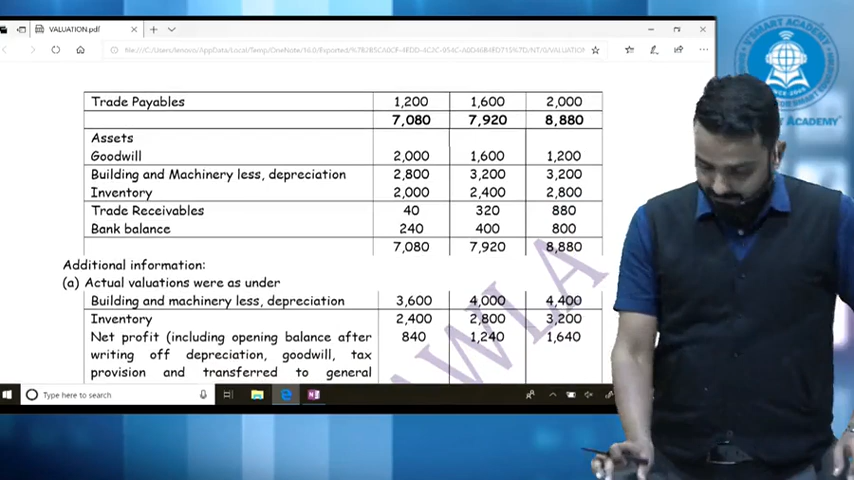 VALUATION.pdf
Trade Payables 1,200 1,600 2,000
7,080 7,920 8,880
Assets
Goodwill 2,000 1,600 1,200
Building and Machinery less, depreciation 2,800 3,200 3,200
Inventory 2,000 2,400 2,800
Trade Receivables 40 320 880
Bank balance 240 400 800
7,080 7,920 8,880
Additional information:
(a) Actual valuations were as under
Building and machinery less, depreciation 3,600 4,000 4,400
Inventory 2,400 2,800 3,200
Net profit (including opening balance after 840 1,240 1,640
writing off depreciation, goodwill, tax
provision and transferred to general
AWLA
Type here to search
V'SMART ACADEMY